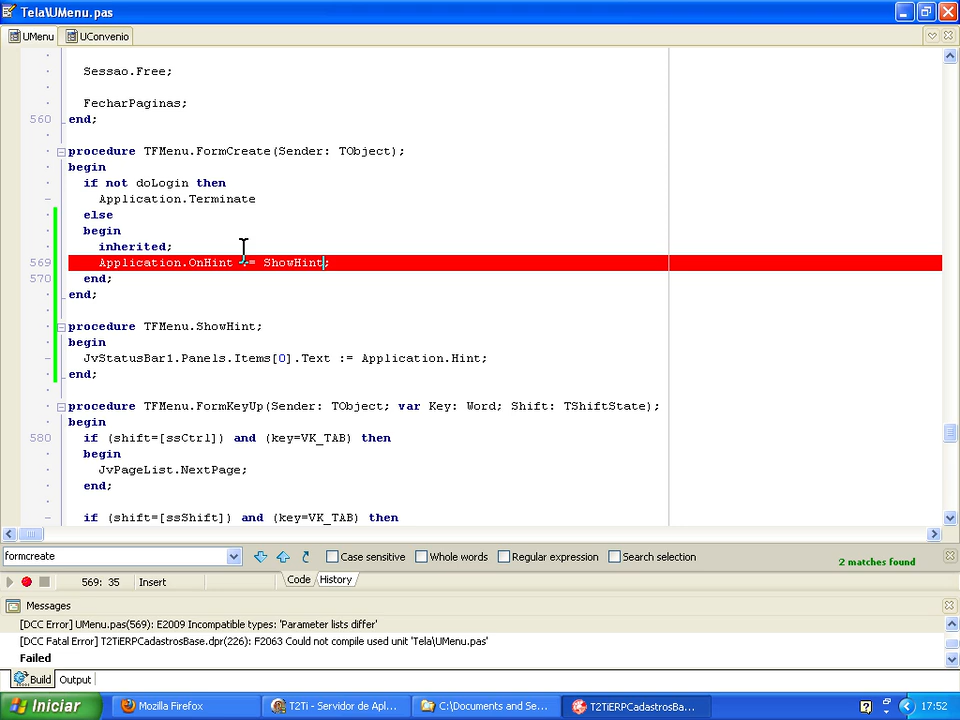 Tela\UMenu.pas
UMenu UConvenio
Sessao.Free;
FecharPaginas;
560 end;
procedure TFMenu.FormCreate(Sender: TObject);
begin
if not doLogin then
Application.Terminate
else
begin
inherited;
569 Application.OnHint := ShowHint;
570 end;
end;
procedure TFMenu.ShowHint;
begin
JvStatusBar1.Panels.Items[0].Text := Application.Hint;
end;
procedure TFMenu.FormKeyUp(Sender: TObject; var Key: Word; Shift: TShiftState);
begin
580 if (shift=[ssCtrl]) and (key=VK_TAB) then
begin
JvPageList.NextPage;
end;
if (shift=[ssShift]) and (key=VK_TAB) then
formcreate Case sensitive Whole words Regular expression Search selection 2 matches found
569: 35 Insert Code History
Messages
[DCC Error] UMenu.pas(569): E2009 Incompatible types: 'Parameter lists differ'
[DCC Fatal Error] T2TiERPCadastrosBase.dpr(226): F2063 Could not compile used unit 'Tela\UMenu.pas'
Failed
Build Output
Iniciar Mozilla Firefox T2Ti - Servidor de Apl... C:\Documents and Se... T2TiERPCadastrosBa... ? 17:52